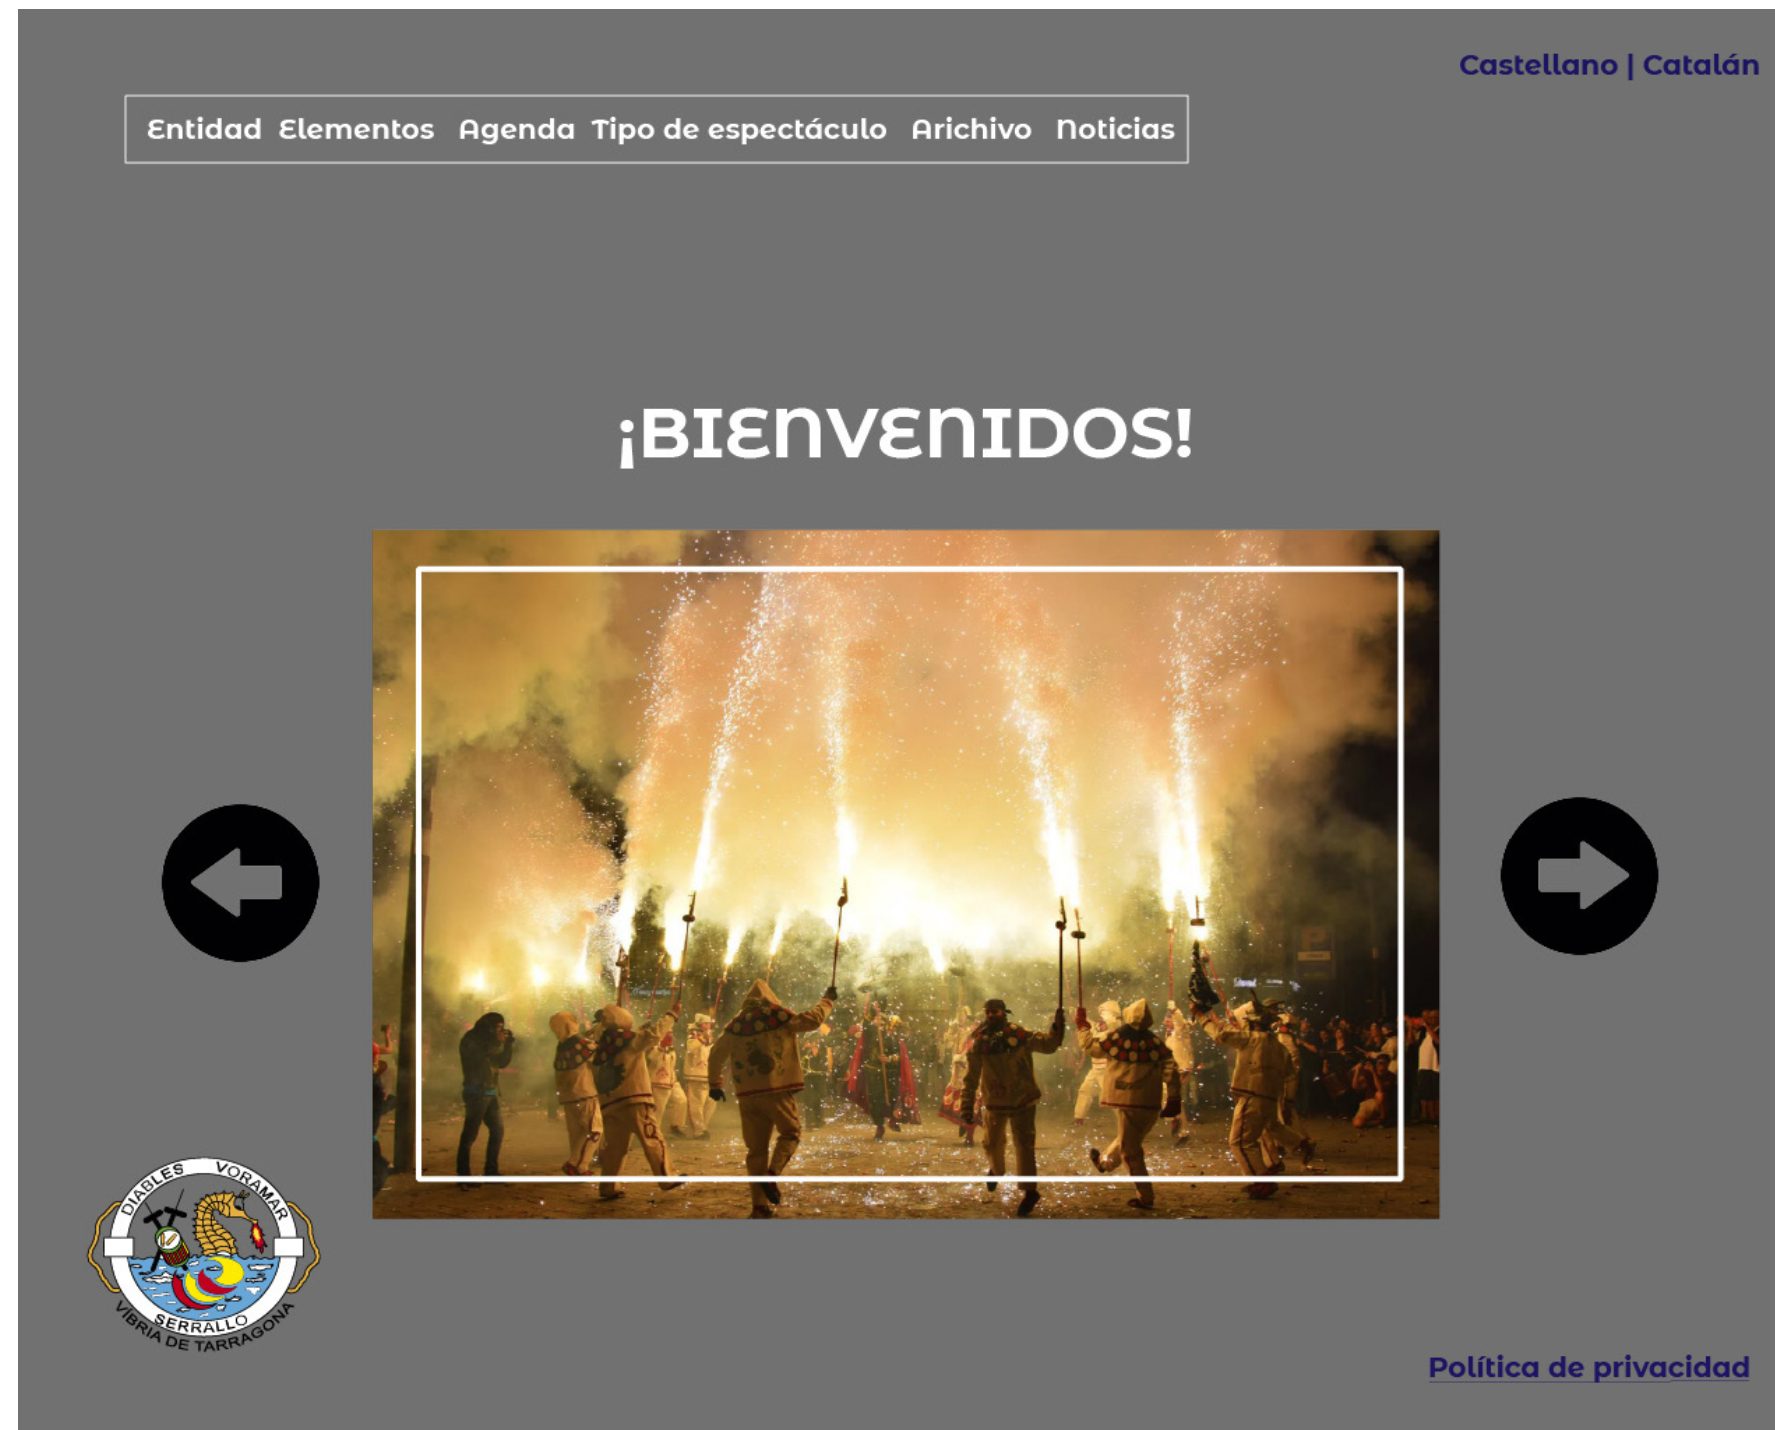 Castellano | Catalán
Entidad Elementos Agenda Tipo de espectáculo Arichivo Noticias
¡BIENVENIDOS!
DIABLES VORAMAR
SERRALLO
VÍBRIA DE TARRAGONA
Política de privacidad